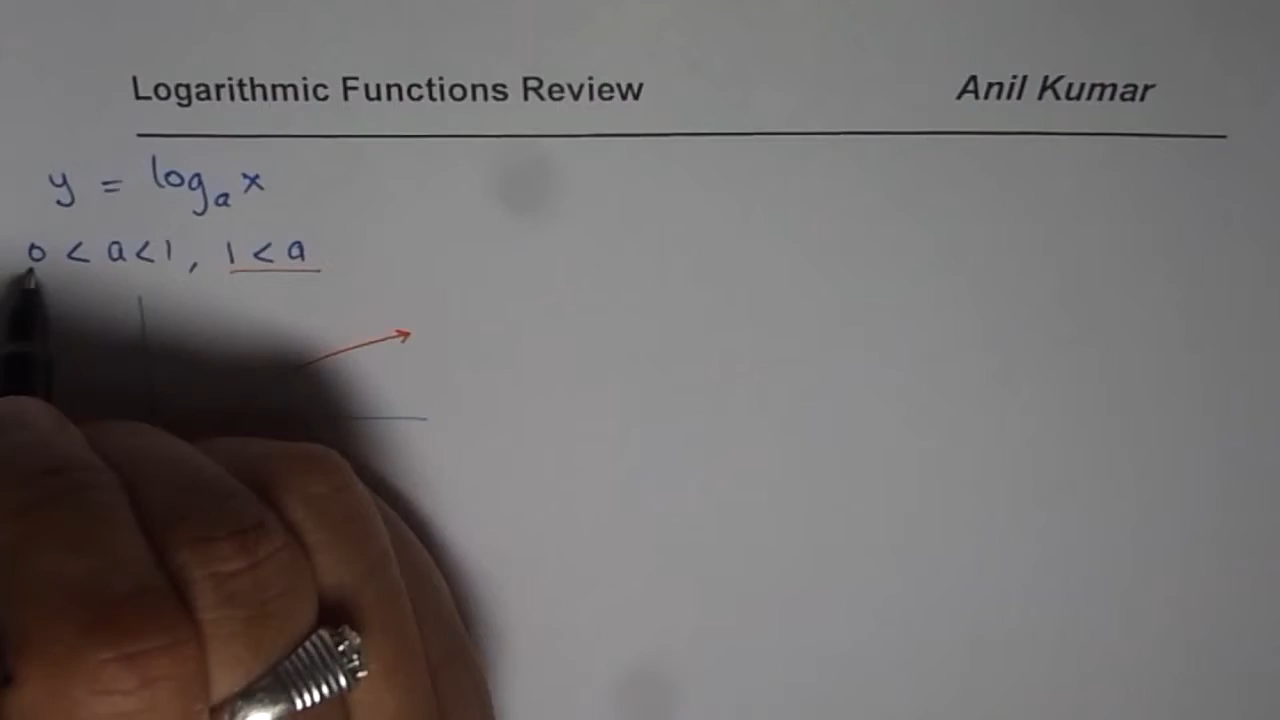 Logarithmic Functions Review Anil Kumar
y = logₐ x
0 < a < 1, 1 < a